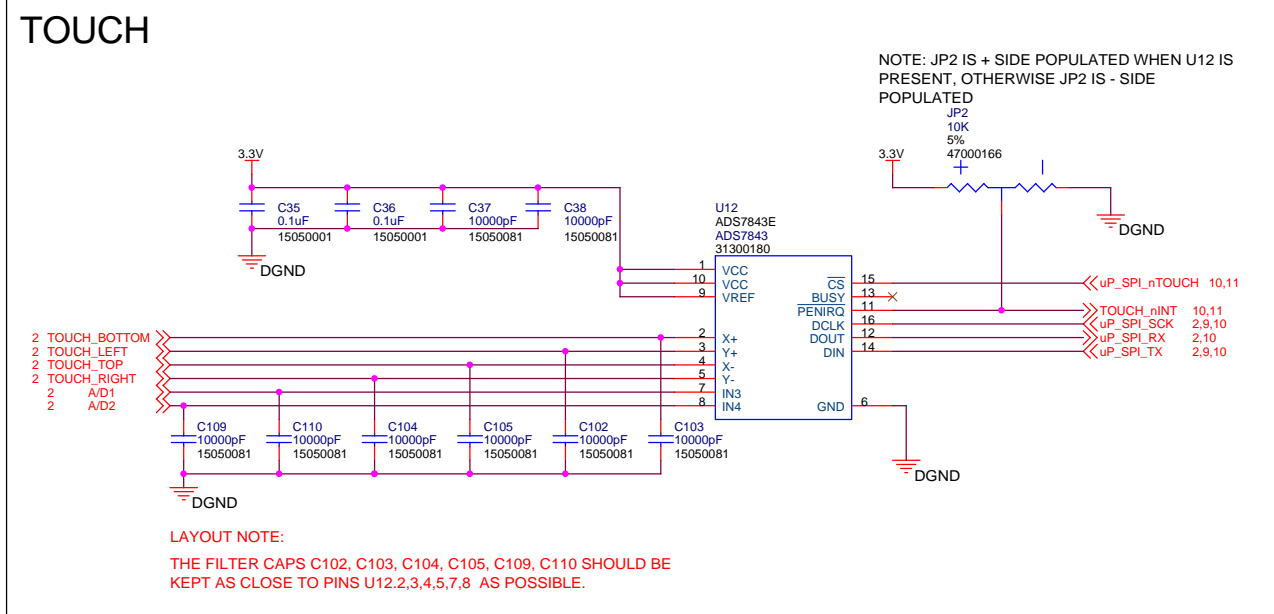 TOUCH
NOTE: JP2 IS + SIDE POPULATED WHEN U12 IS
PRESENT, OTHERWISE JP2 IS - SIDE
POPULATED
JP2
10K
5%
47000166
3.3V
+
-
DGND
3.3V
C35
0.1uF
15050001
C36
0.1uF
15050001
C37
10000pF
15050081
C38
10000pF
15050081
DGND
U12
ADS7843E
ADS7843
31300180
1 VCC
10 VCC
9 VREF
2 X+
3 Y+
4 X-
5 Y-
7 IN3
8 IN4
CS 15
BUSY 13
PENIRQ 11
DCLK 16
DOUT 12
DIN 14
GND 6
uP_SPI_nTOUCH 10,11
TOUCH_nINT 10,11
uP_SPI_SCK 2,9,10
uP_SPI_RX 2,10
uP_SPI_TX 2,9,10
DGND
2 TOUCH_BOTTOM
2 TOUCH_LEFT
2 TOUCH_TOP
2 TOUCH_RIGHT
2 A/D1
2 A/D2
C109
10000pF
15050081
C110
10000pF
15050081
C104
10000pF
15050081
C105
10000pF
15050081
C102
10000pF
15050081
C103
10000pF
15050081
DGND
LAYOUT NOTE:
THE FILTER CAPS C102, C103, C104, C105, C109, C110 SHOULD BE
KEPT AS CLOSE TO PINS U12.2,3,4,5,7,8 AS POSSIBLE.